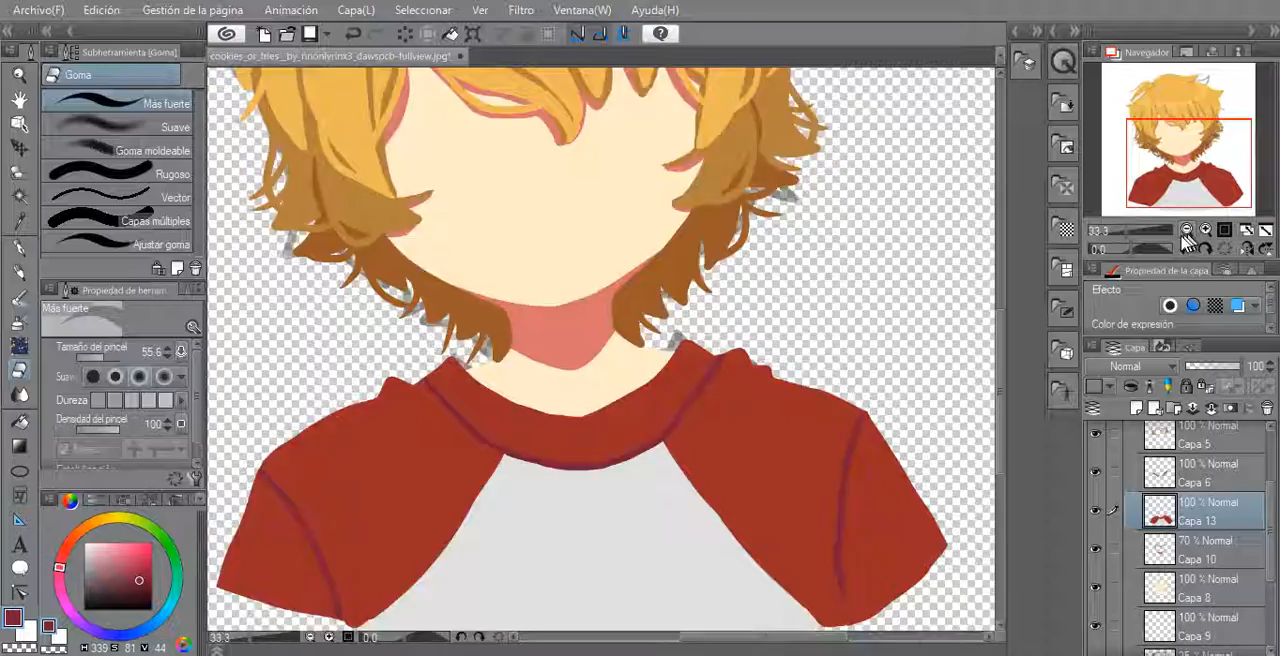 Archivo(F) Edición Gestión de la página Animación Capa(L) Seleccionar Ver Filtro Ventana(W) Ayuda(H)
Subherramienta [Goma]
Goma
Más fuerte
Suave
Goma moldeable
Rugoso
Vector
Capas múltiples
Ajustar goma
Propiedad de herram
Más fuerte
Tamaño del pincel 55.6
Suav
Dureza
Densidad del pincel 100
H 339 S 81 V 44
33.3 0.0
Navegador
33.3
0.0
Propiedad de la capa
Efecto
Color de expresión
Capa
Normal 100
100 % Normal
Capa 5
100 % Normal
Capa 6
100 % Normal
Capa 13
70 % Normal
Capa 10
100 % Normal
Capa 8
100 % Normal
Capa 9